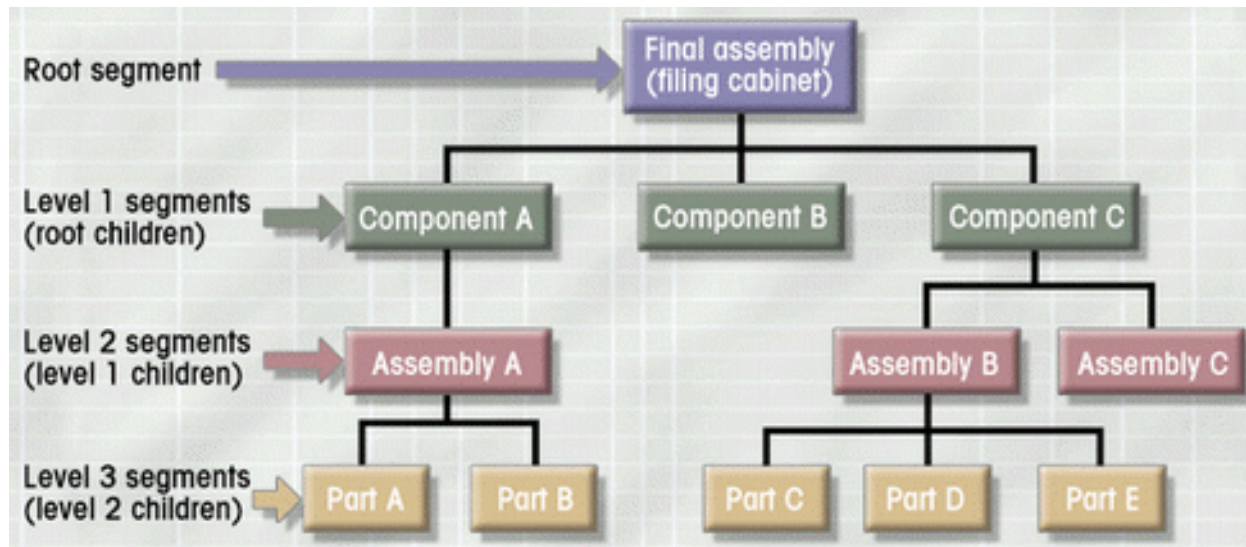 Final assembly
(filing cabinet)
Root segment
Level 1 segments
(root children)
Component A
Component B
Component C
Level 2 segments
(level 1 children)
Assembly A
Assembly B
Assembly C
Level 3 segments
(level 2 children)
Part A
Part B
Part C
Part D
Part E